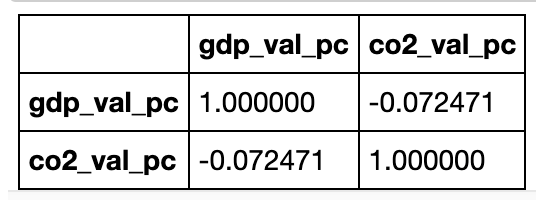 gdp_val_pc co2_val_pc
gdp_val_pc 1.000000 -0.072471
co2_val_pc -0.072471 1.000000